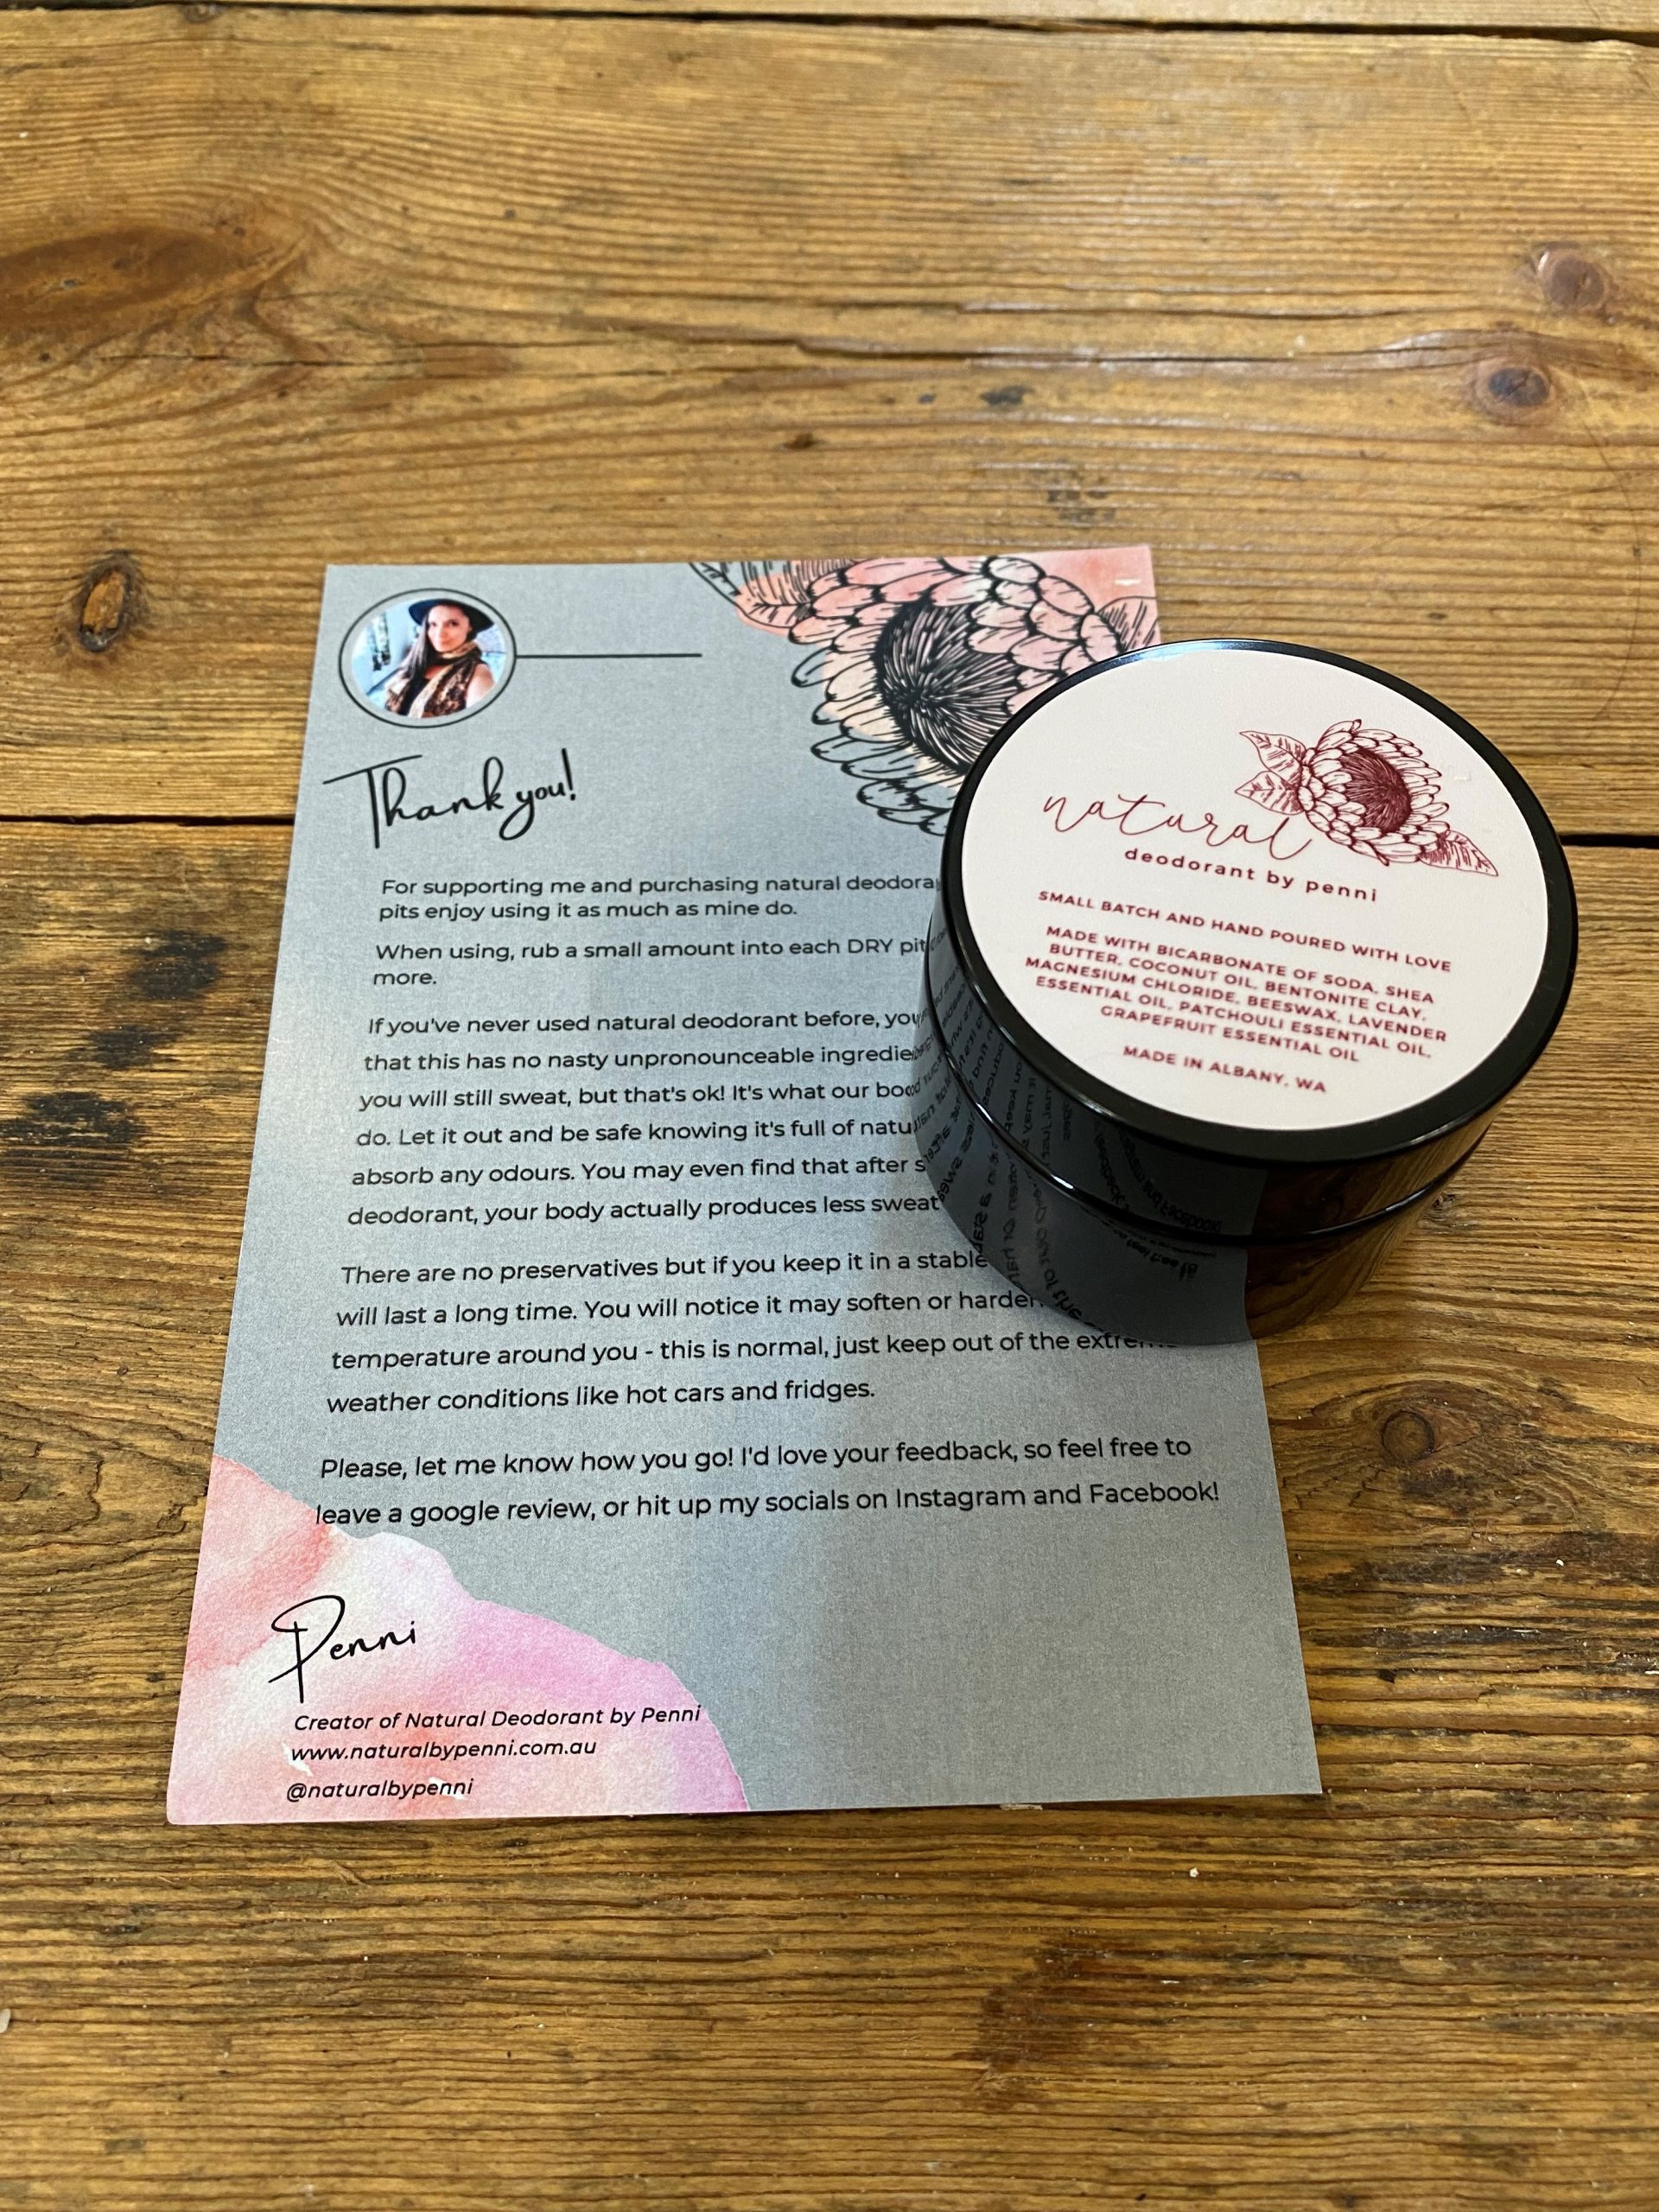 Thank you!
For supporting me and purchasing natural
pits enjoy using it as much as mine do.
When using, rub a small amount into each DRY pit
more.
If you've never used natural deodorant before,
that this has no nasty unpronounceable
you will still sweat, but that's ok! It's what our
do. Let it out and be safe knowing it's full of
absorb any odours. You may even find that after
deodorant, your body actually produces less sweat
There are no preservatives but if you keep it in a stable
will last a long time. You will notice it may soften or harden
temperature around you - this is normal, just keep out of the
weather conditions like hot cars and fridges.
Please, let me know how you go! I'd love your feedback, so feel free to
leave a google review, or hit up my socials on Instagram and Facebook!
Penni
Creator of Natural Deodorant by Penni
www.naturalbypenni.com.au
@naturalbypenni
natural
deodorant by penni
SMALL BATCH AND HAND POURED WITH LOVE
MADE WITH BICARBONATE OF SODA, SHEA
BUTTER, COCONUT OIL, BENTONITE CLAY,
MAGNESIUM CHLORIDE, BEESWAX, LAVENDER
ESSENTIAL OIL, PATCHOULI ESSENTIAL OIL,
GRAPEFRUIT ESSENTIAL OIL
MADE IN ALBANY, WA